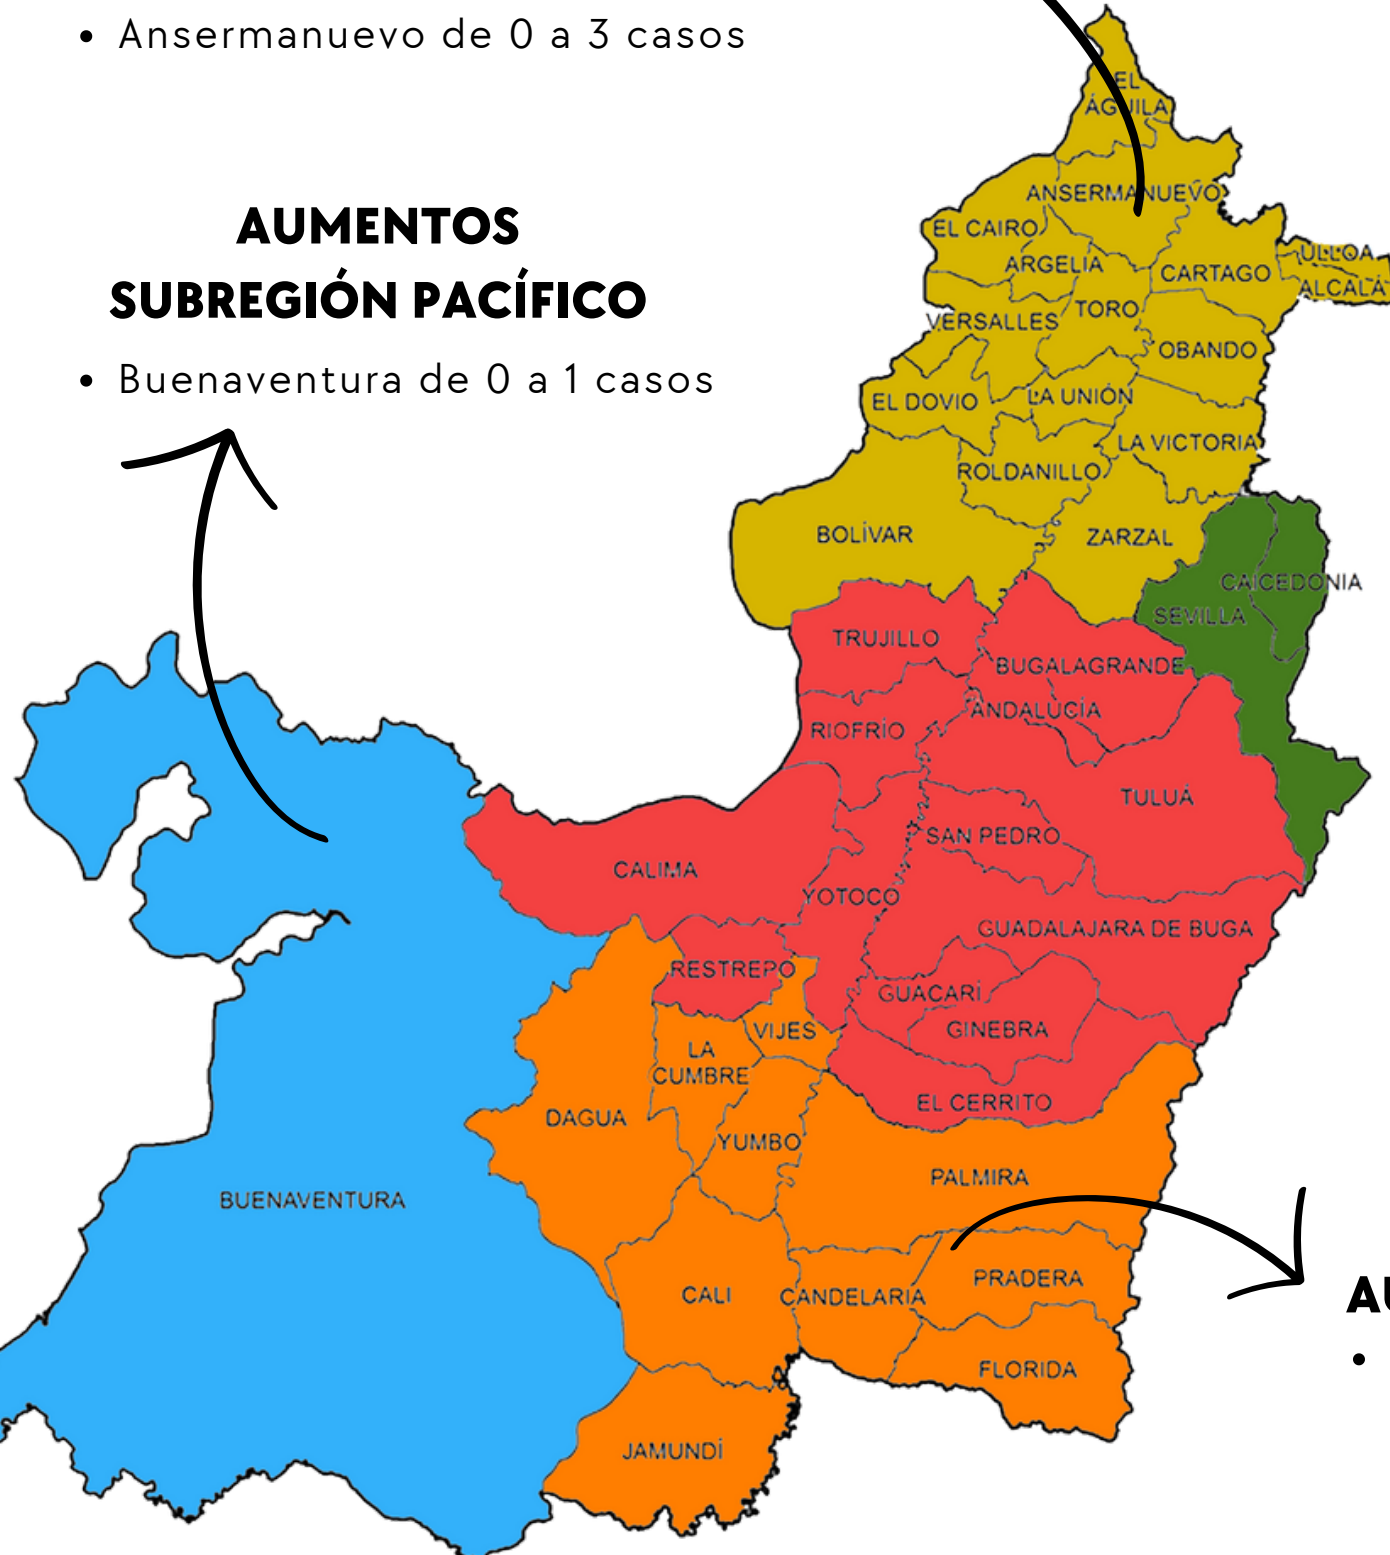 Ansermanuevo de 0 a 3 casos
AUMENTOS
SUBREGIÓN PACÍFICO
Buenaventura de 0 a 1 casos
EL
ÁGUILA
ANSERMANUEVO
EL CAIRO
ARGELIA
CARTAGO
ULLOA
ALCALÁ
VERSALLES
TORO
OBANDO
EL DOVIO
LA UNIÓN
LA VICTORIA
ROLDANILLO
BOLÍVAR
ZARZAL
CAICEDONIA
SEVILLA
TRUJILLO
BUGALAGRANDE
ANDALUCÍA
RIOFRÍO
TULUÁ
SAN PEDRO
CALIMA
YOTOCO
GUADALAJARA DE BUGA
RESTREPO
GUACARÍ
GINEBRA
VIJES
LA
CUMBRE
EL CERRITO
DAGUA
YUMBO
PALMIRA
BUENAVENTURA
PRADERA
CALI
CANDELARIA
FLORIDA
JAMUNDÍ